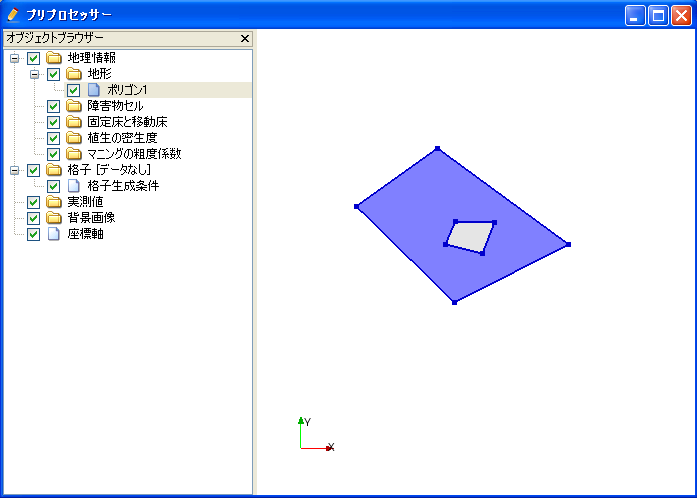 プリプロセッサー
オブジェクトブラウザー
地理情報
地形
ポリゴン1
障害物セル
固定床と移動床
植生の密生度
マニングの粗度係数
格子 [データなし]
格子生成条件
実測値
背景画像
座標軸
Y
X